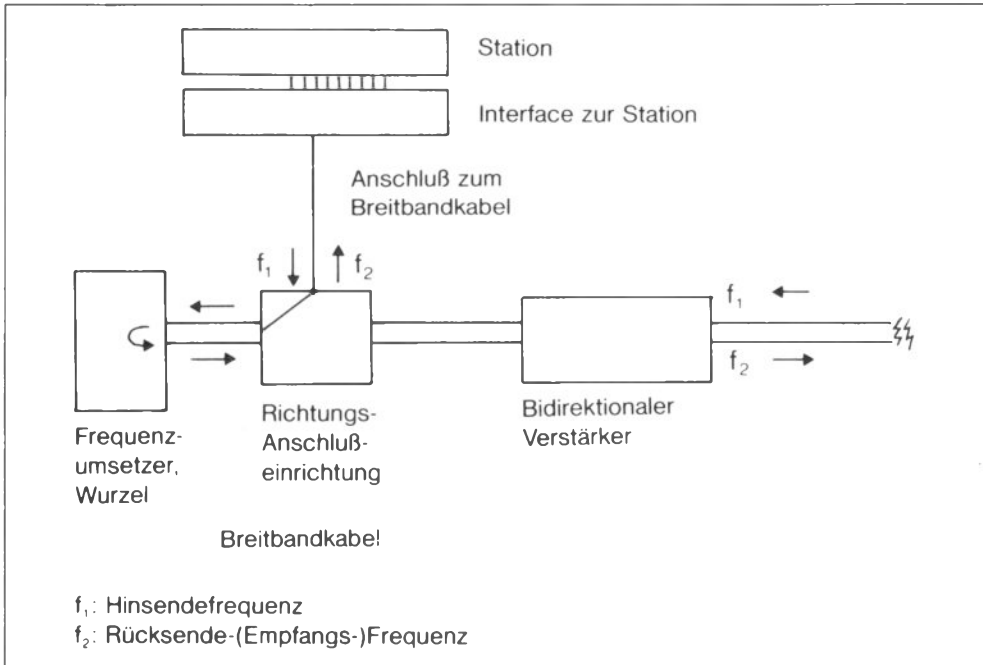 Station
Interface zur Station
Anschluß zum
Breitbandkabel
f₁ f₂
f₁
f₂
Frequenz-
umsetzer,
Wurzel
Richtungs-
Anschluß-
einrichtung
Bidirektionaler
Verstärker
Breitbandkabel
f₁: Hinsendefrequenz
f₂: Rücksende-(Empfangs-)Frequenz